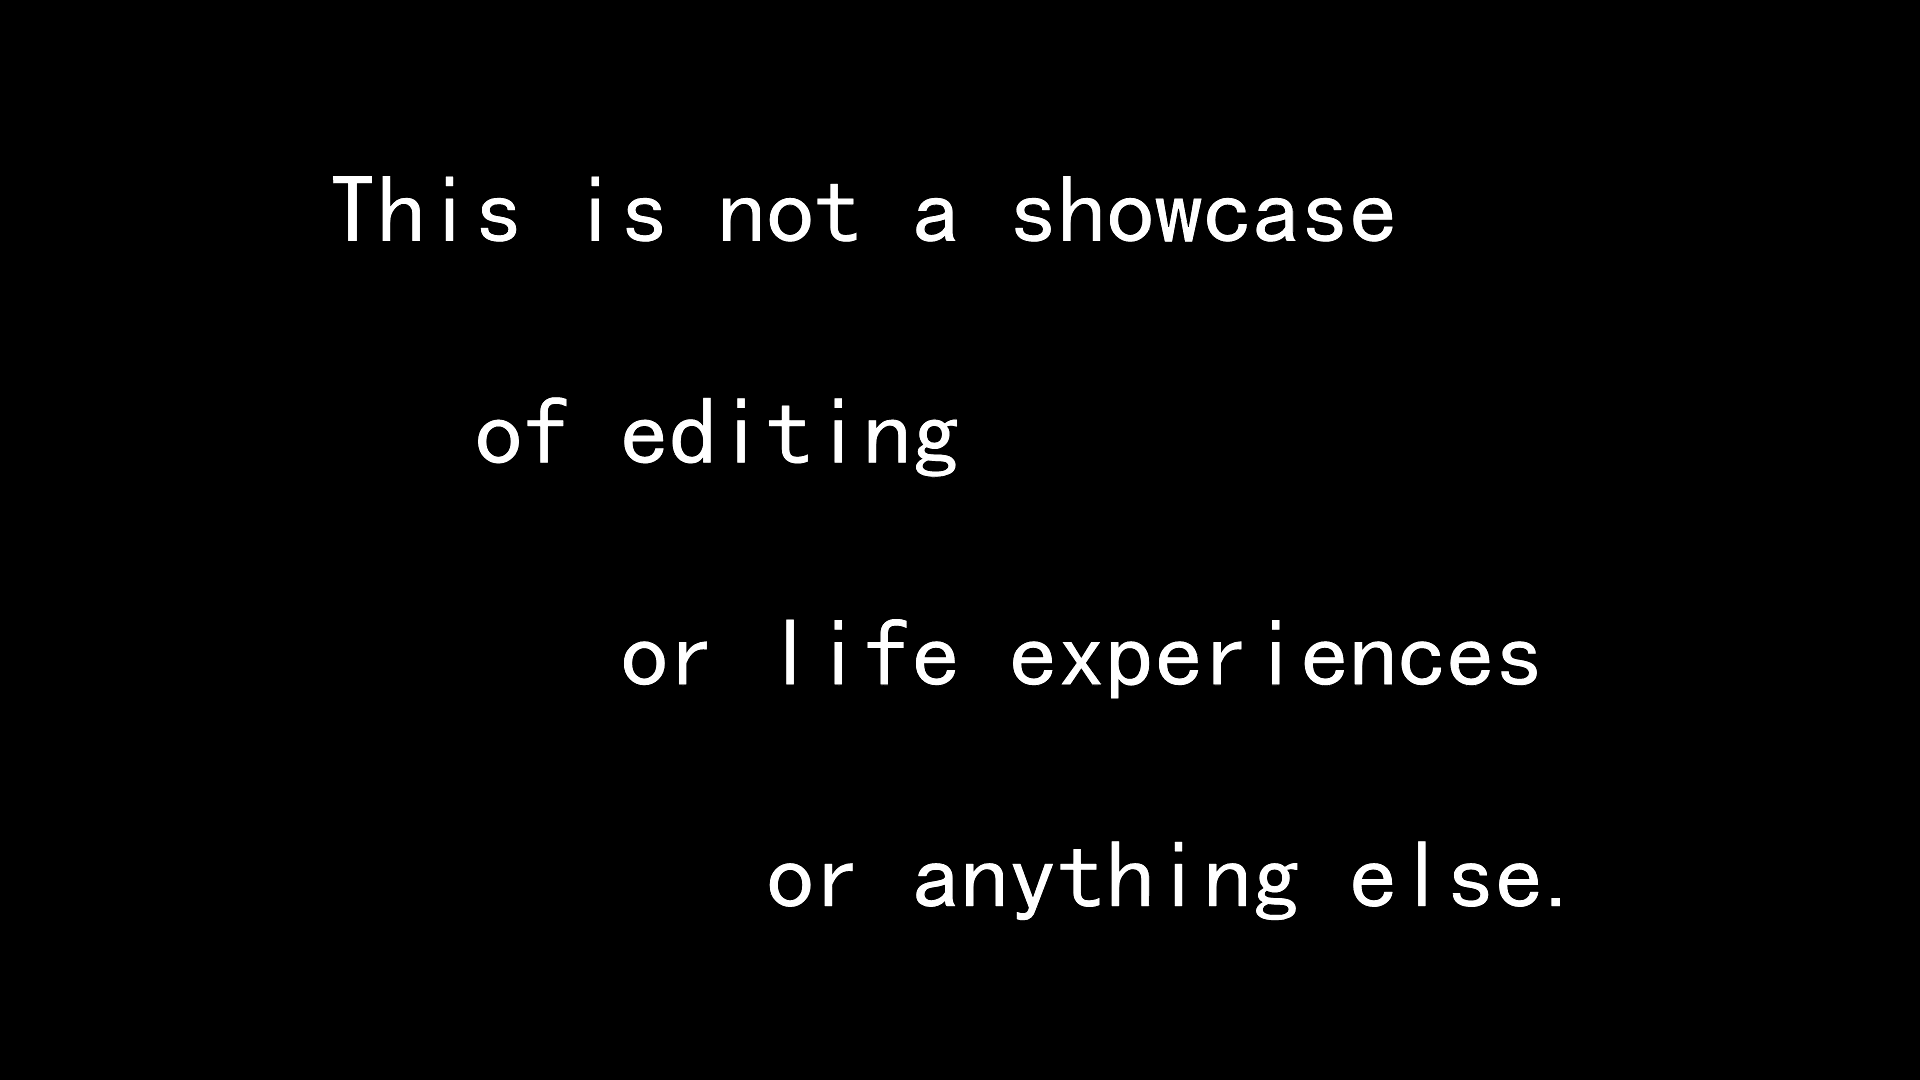 This is not a showcase
of editing
or life experiences
or anything else.